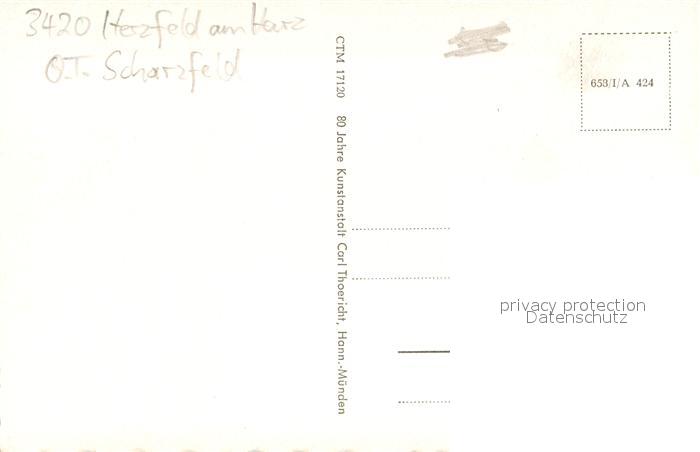 3420 Herzfeld am Harz
O.T. Scharzfeld
CTM 17120 80 Jahre Kunstanstalt Carl Thoericht, Hann.-Münden
653/I/A 424
privacy protection
Datenschutz